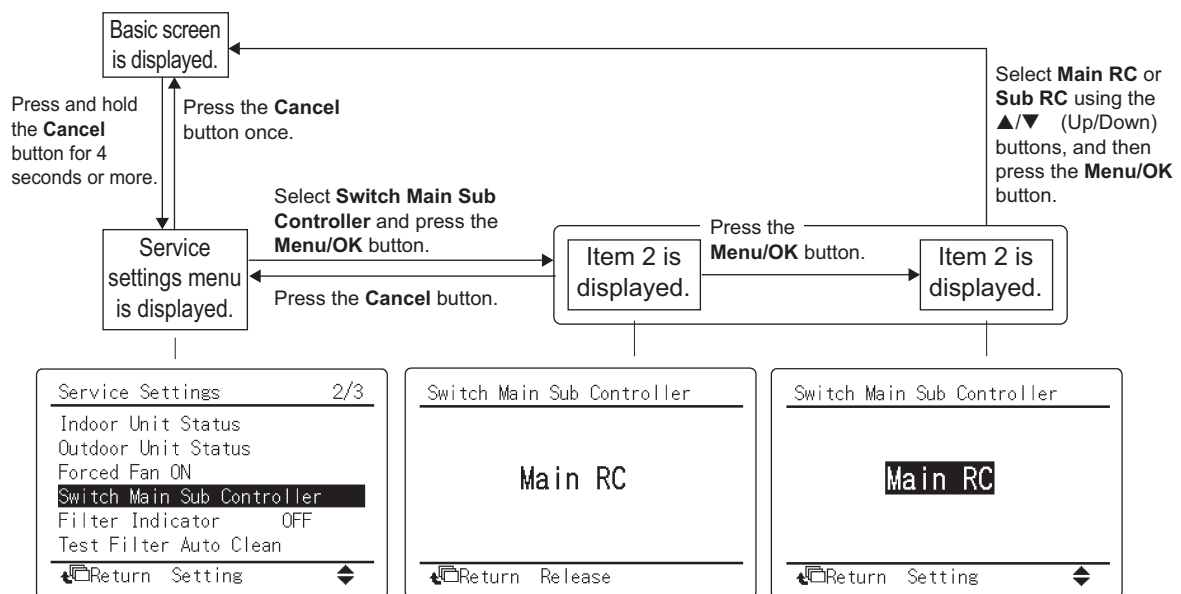 Basic screen
is displayed.
Press and hold
the Cancel
button for 4
seconds or more.
Press the Cancel
button once.
Select Main RC or
Sub RC using the
▲/▼ (Up/Down)
buttons, and then
press the Menu/OK
button.
Select Switch Main Sub
Controller and press the
Menu/OK button.
Service
settings menu
is displayed.
Press the Cancel button.
Item 2 is
displayed.
Press the
Menu/OK button.
Item 2 is
displayed.
Service Settings 2/3
Indoor Unit Status
Outdoor Unit Status
Forced Fan ON
Switch Main Sub Controller
Filter Indicator OFF
Test Filter Auto Clean
Return Setting
Switch Main Sub Controller
Main RC
Return Release
Switch Main Sub Controller
Main RC
Return Setting